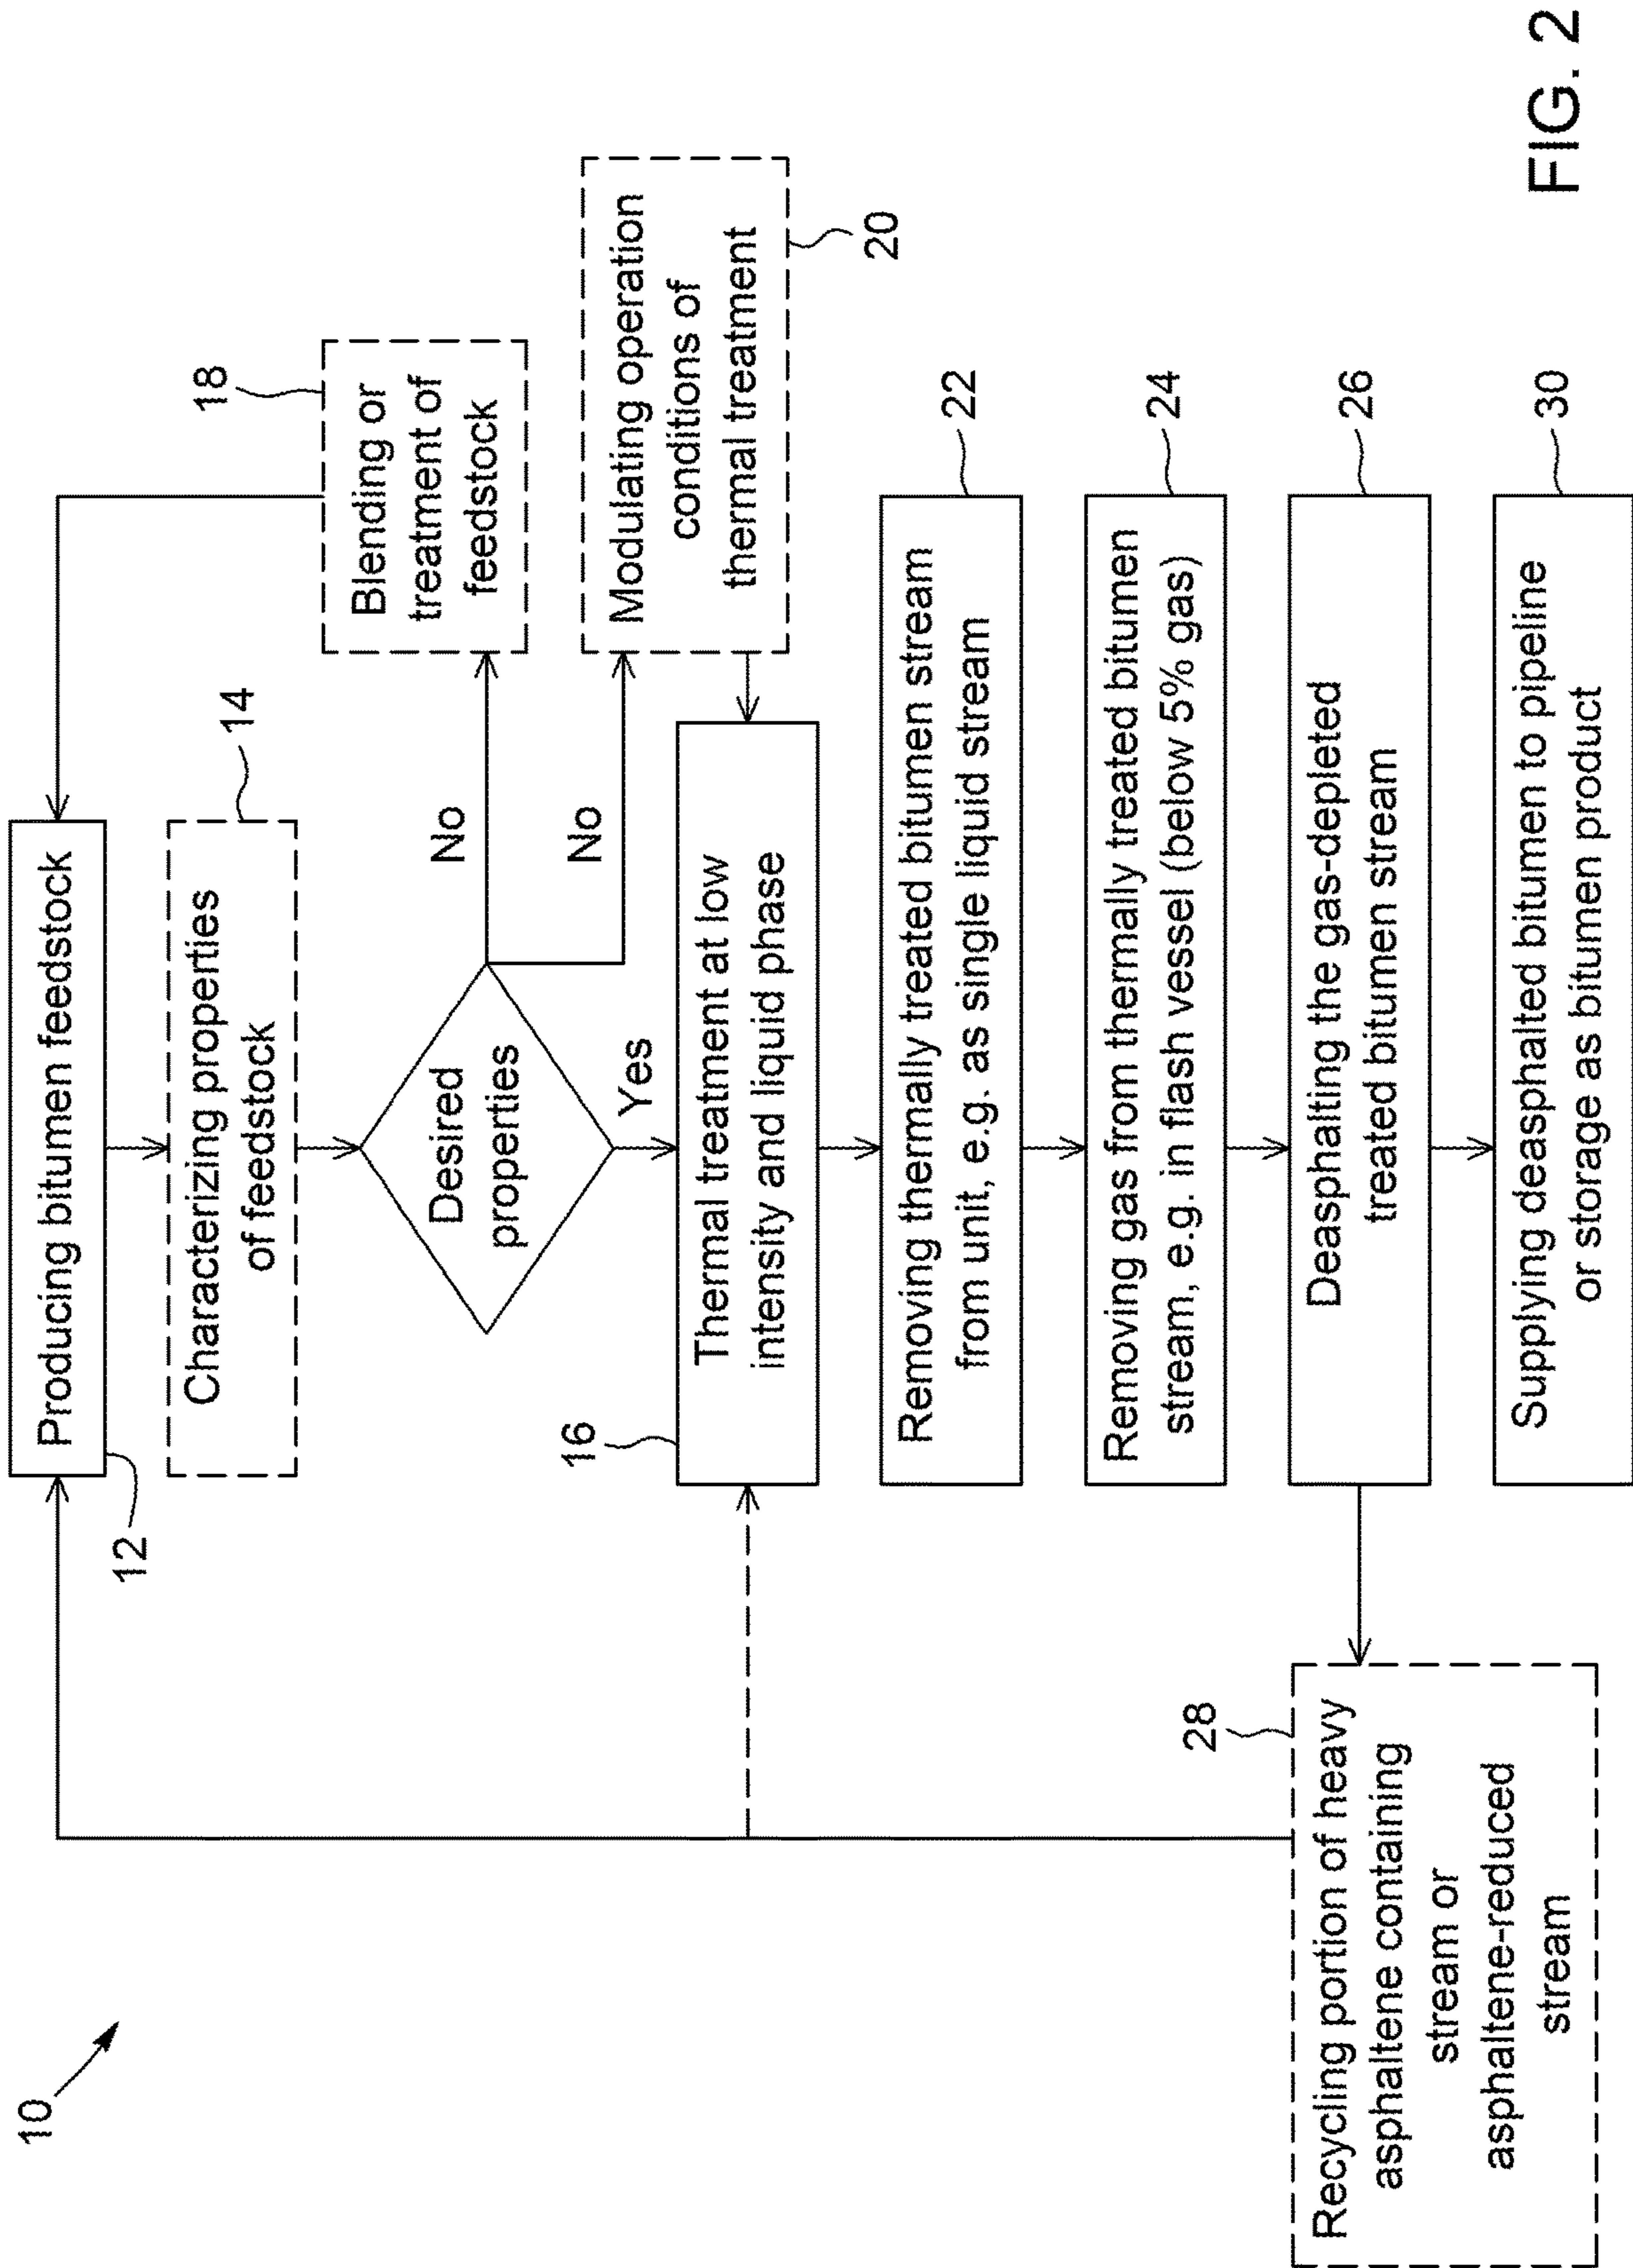 10
12
Producing bitumen feedstock
14
Characterizing properties
of feedstock
Desired
properties
No
No
Yes
18
Blending or
treatment of
feedstock
Modulating operation
conditions of
thermal treatment
20
16
Thermal treatment at low
intensity and liquid phase
Removing thermally treated bitumen stream
from unit, e.g. as single liquid stream
22
Removing gas from thermally treated bitumen
stream, e.g. in flash vessel (below 5% gas)
24
Deasphalting the gas-depleted
treated bitumen stream
26
28
Recycling portion of heavy
asphaltene containing
stream or
asphaltene-reduced
stream
Supplying deasphalted bitumen to pipeline
or storage as bitumen product
30
FIG. 2